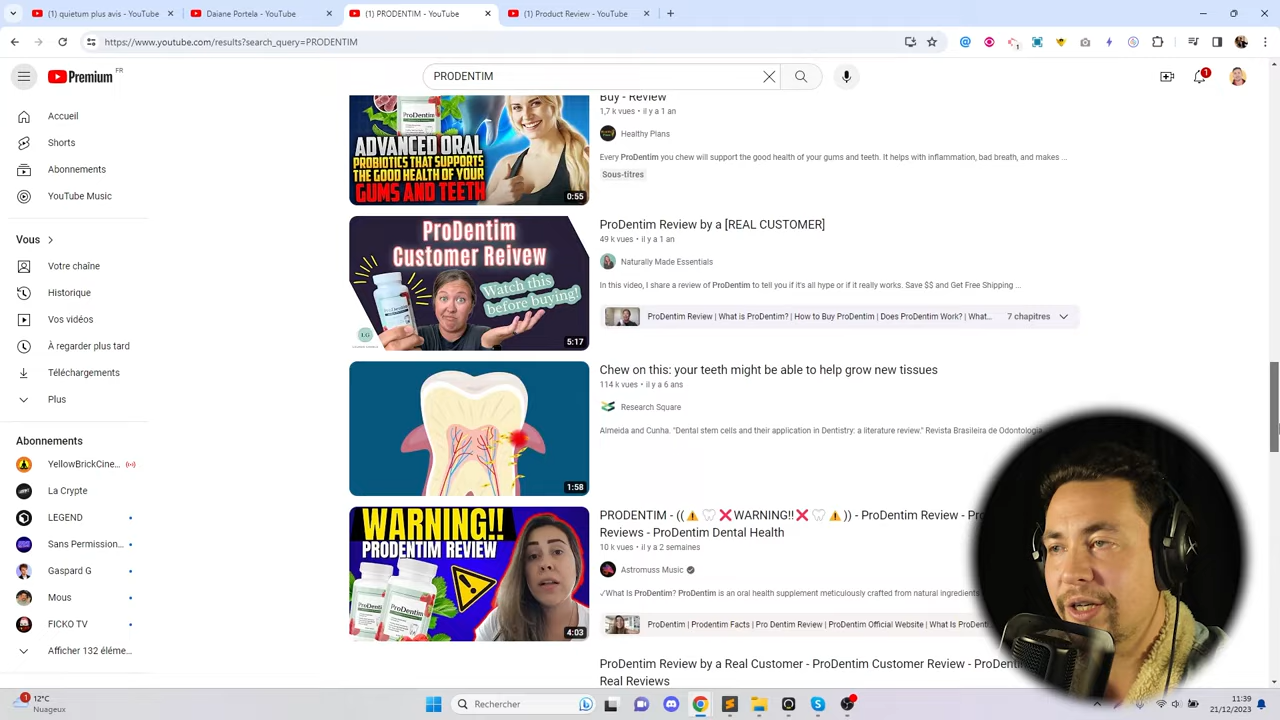 (1) quietum plus avis - YouTube
Daiane Portela - YouTube
(1) PRODENTIM - YouTube
(1) Product Review - YouTube
https://www.youtube.com/results?search_query=PRODENTIM
Premium
FR
PRODENTIM
1
Accueil
Shorts
Abonnements
YouTube Music
Vous
Votre chaîne
Historique
Vos vidéos
À regarder plus tard
Téléchargements
Plus
Abonnements
YellowBrickCine...
La Crypte
LEGEND
Sans Permission...
Gaspard G
Mous
FICKO TV
Afficher 132 éléme...
ProDentim
ADVANCED ORAL
PROBIOTICS THAT SUPPORTS
THE GOOD HEALTH OF YOUR
GUMS AND TEETH
0:55
Buy - Review
1,7 k vues • il y a 1 an
Healthy Plans
Every ProDentim you chew will support the good health of your gums and teeth. It helps with inflammation, bad breath, and makes ...
Sous-titres
ProDentim
Customer Reivew
Watch this
before buying!
LG
5:17
ProDentim Review by a [REAL CUSTOMER]
49 k vues • il y a 1 an
Naturally Made Essentials
In this video, I share a review of ProDentim to tell you if it's all hype or if it really works. Save $$ and Get Free Shipping ...
ProDentim Review | What is ProDentim? | How to Buy ProDentim | Does ProDentim Work? | What...
7 chapitres
1:58
Chew on this: your teeth might be able to help grow new tissues
114 k vues • il y a 6 ans
Research Square
Almeida and Cunha. "Dental stem cells and their application in Dentistry: a literature review." Revista Brasileira de Odontologia
WARNING!!
PRODENTIM REVIEW
ProDenti
ProDentim
4:03
PRODENTIM - ((⚠️🦷❌WARNING!!❌🦷⚠️)) - ProDentim Review - Pro
Reviews - ProDentim Dental Health
10 k vues • il y a 2 semaines
Astromuss Music
✓What Is ProDentim? ProDentim is an oral health supplement meticulously crafted from natural ingredients
ProDentim | Prodentim Facts | Pro Dentim Review | ProDentim Official Website | What Is ProDenti
ProDentim Review by a Real Customer - ProDentim Customer Review - ProDenti
Real Reviews
1
12°C
Nuageux
Rechercher
11:39
21/12/2023